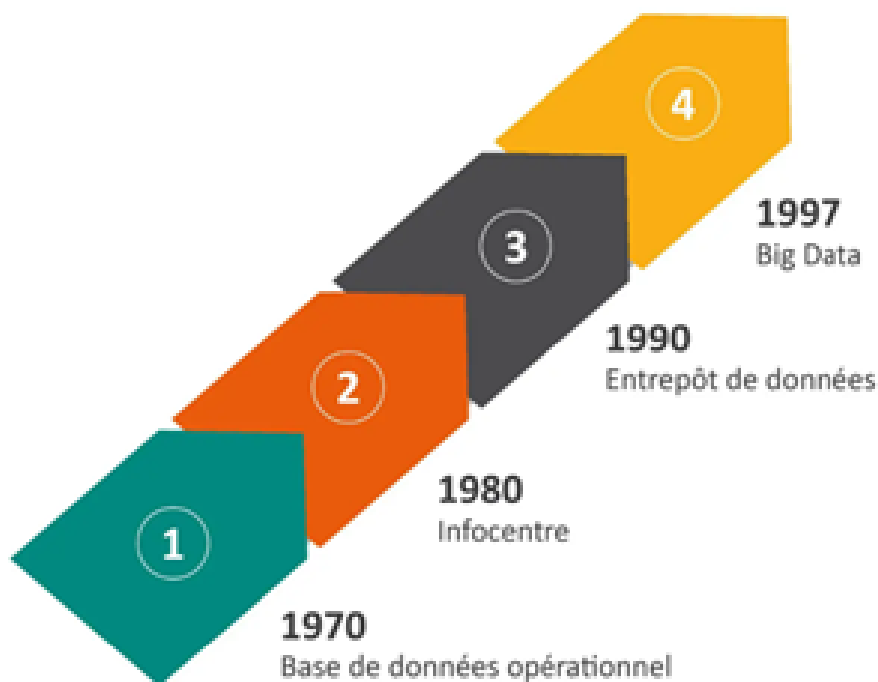 4
1997
Big Data
3
1990
Entrepôt de données
2
1980
Infocentre
1
1970
Base de données opérationnel